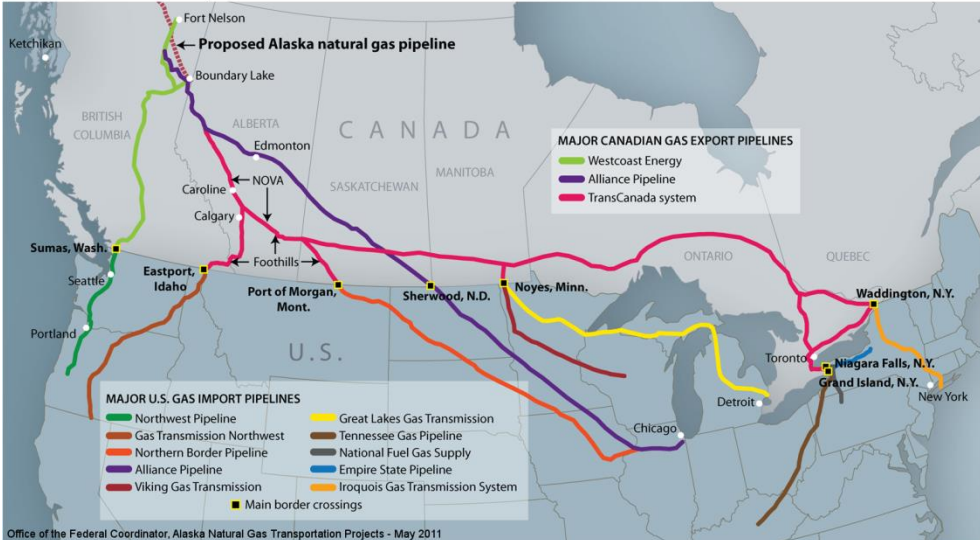 Fort Nelson
Ketchikan
Proposed Alaska natural gas pipeline
Boundary Lake
BRITISH
COLUMBIA
ALBERTA
CANADA
Edmonton
SASKATCHEWAN
MANITOBA
MAJOR CANADIAN GAS EXPORT PIPELINES
Westcoast Energy
Alliance Pipeline
TransCanada system
NOVA
Caroline
Calgary
Sumas, Wash.
Seattle
Eastport,
Idaho
Foothills
Port of Morgan,
Mont.
Sherwood, N.D.
Noyes, Minn.
ONTARIO
QUEBEC
Waddington, N.Y.
Portland
U.S.
Toronto
Niagara Falls, N.Y.
Grand Island, N.Y.
New York
Detroit
Chicago
MAJOR U.S. GAS IMPORT PIPELINES
Northwest Pipeline
Gas Transmission Northwest
Northern Border Pipeline
Alliance Pipeline
Viking Gas Transmission
Great Lakes Gas Transmission
Tennessee Gas Pipeline
National Fuel Gas Supply
Empire State Pipeline
Iroquois Gas Transmission System
Main border crossings
Office of the Federal Coordinator, Alaska Natural Gas Transportation Projects - May 2011